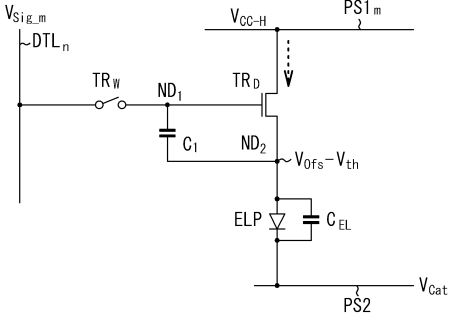 V_Sig_m
DTL_n
V_CC-H
PS1_m
TR_W
ND_1
TR_D
C_1
ND_2
V_Ofs-V_th
ELP
C_EL
V_Cat
PS2